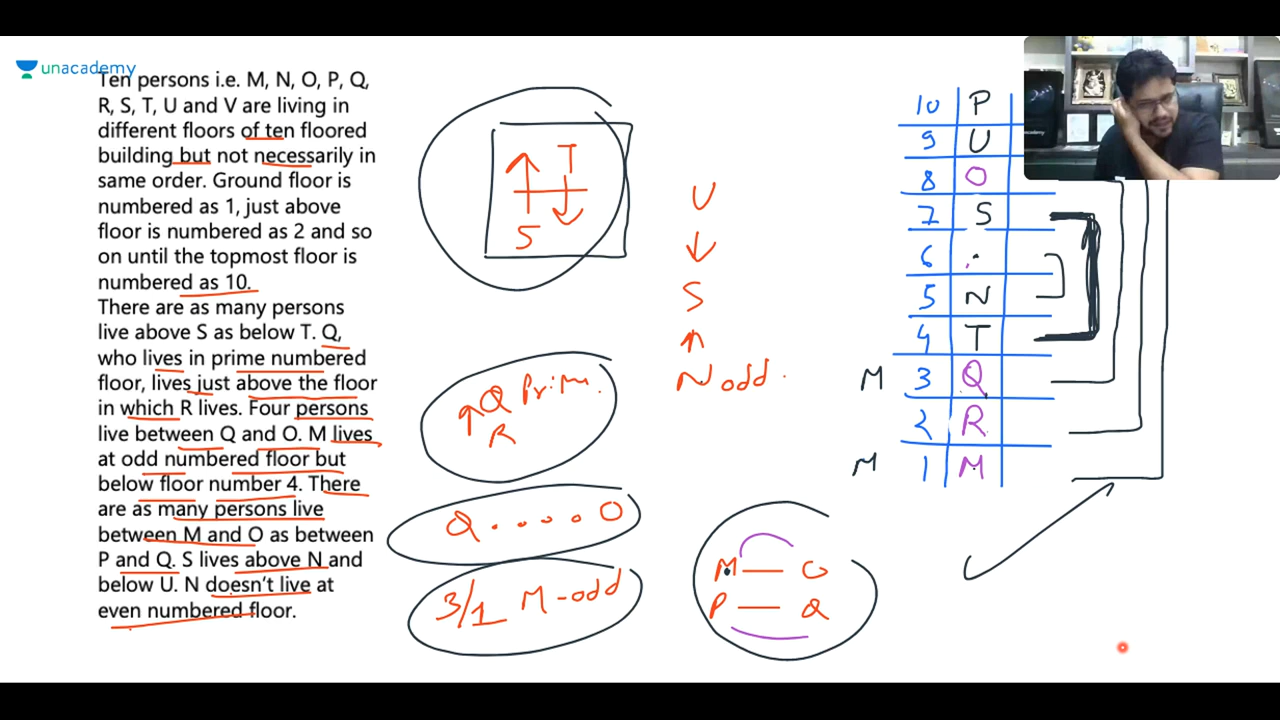 unacademy
Ten persons i.e. M, N, O, P, Q,
R, S, T, U and V are living in
different floors of ten floored
building but not necessarily in
same order. Ground floor is
numbered as 1, just above
floor is numbered as 2 and so
on until the topmost floor is
numbered as 10.
There are as many persons
live above S as below T. Q,
who lives in prime numbered
floor, lives just above the floor
in which R lives. Four persons
live between Q and O. M lives
at odd numbered floor but
below floor number 4. There
are as many persons live
between M and O as between
P and Q. S lives above N and
below U. N doesn't live at
even numbered floor.
↑ T
S ↓
↑Q Prim.
R
Q . . . . . O
3/1 M-odd
U
↓
S
↑
N odd.
M — O
P — Q
10 P
9 U
8 O
7 S
6 .
5 N
4 T
M 3 Q
2 R
M 1 M